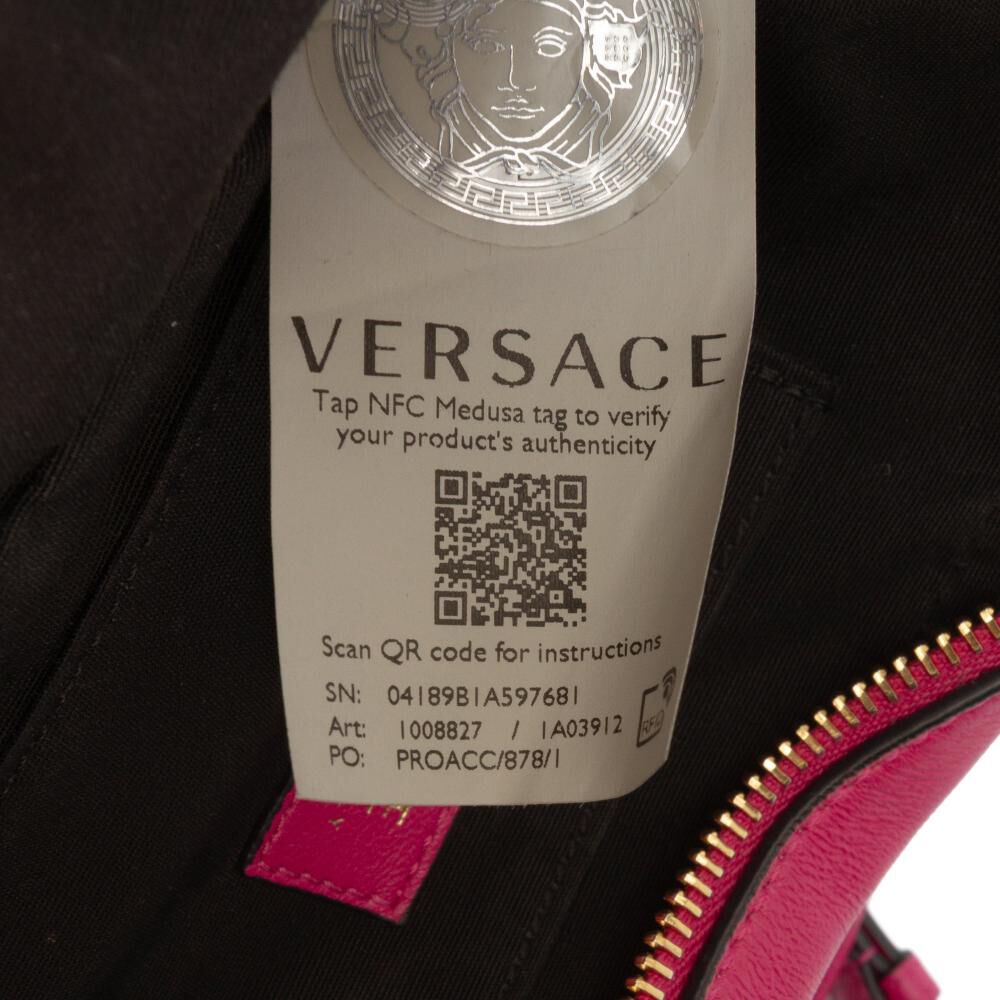 VERSACE
Tap NFC Medusa tag to verify
your product's authenticity
Scan QR code for instructions
SN: 04189B1A597681
Art: 1008827 / 1A03912
RFID
PO: PROACC/878/1